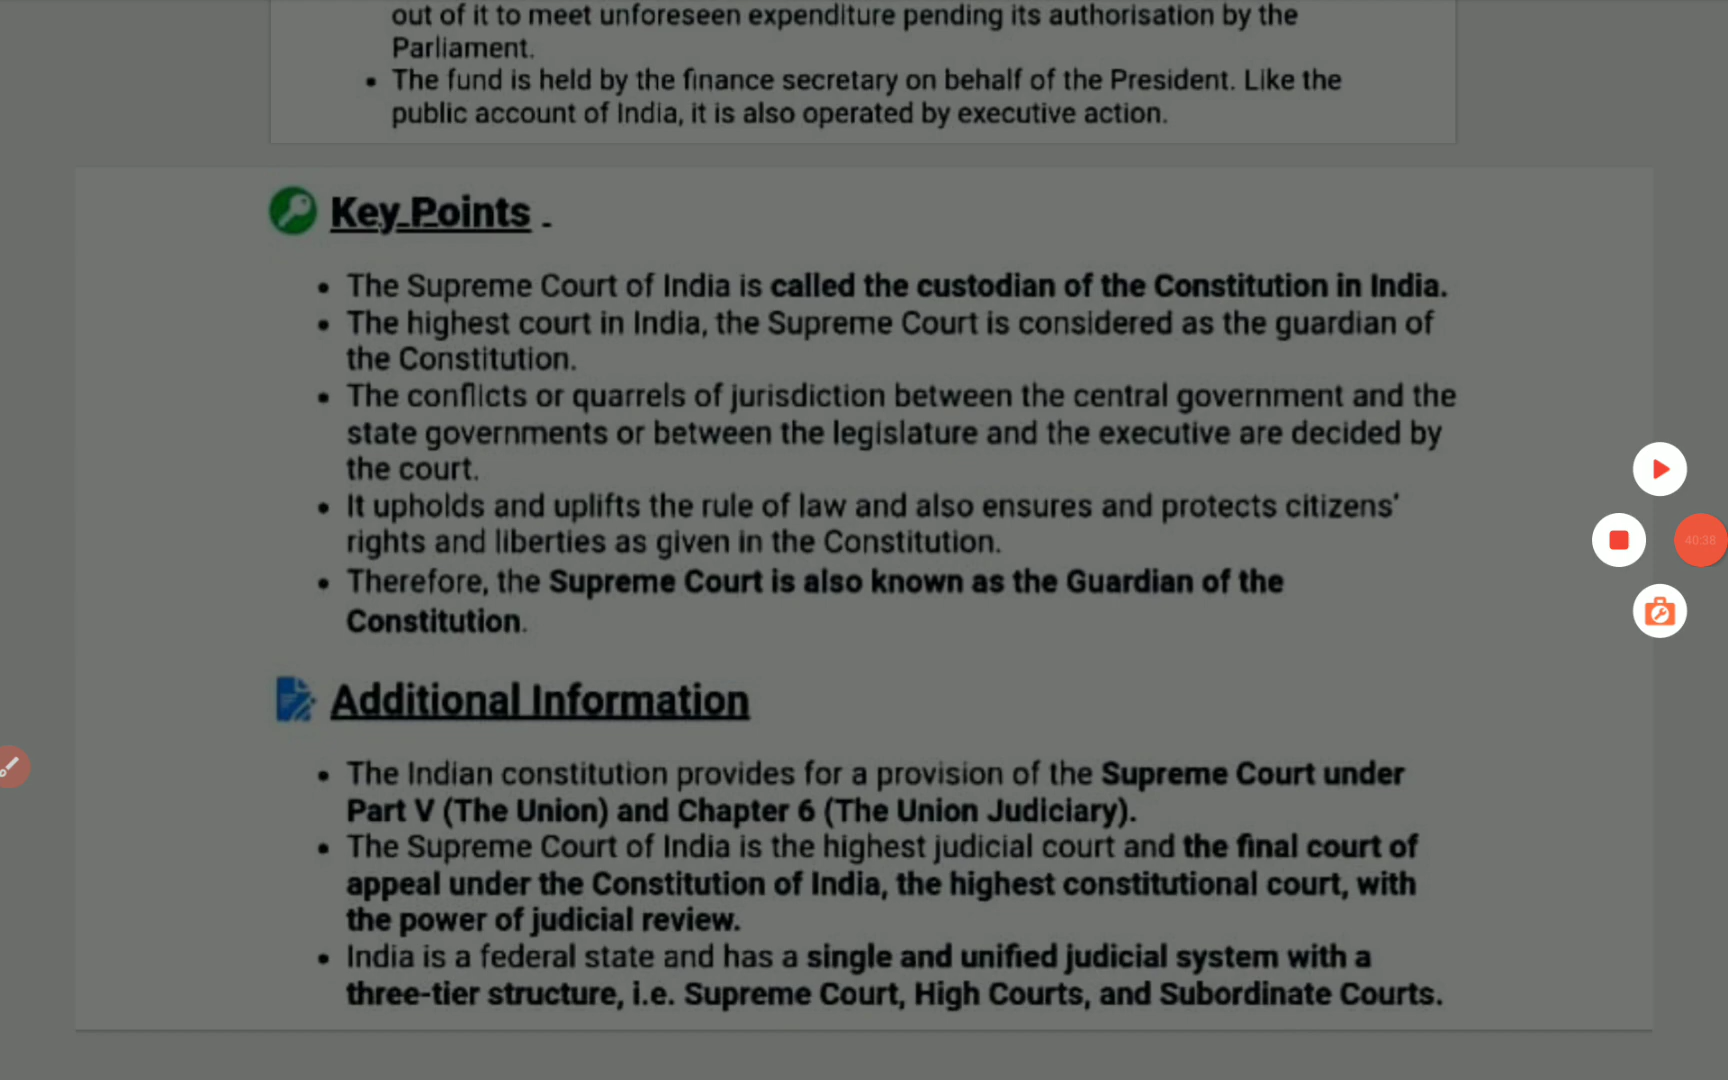 out of it to meet unforeseen expenditure pending its authorisation by the
Parliament.
• The fund is held by the finance secretary on behalf of the President. Like the
public account of India, it is also operated by executive action.
Key Points -
• The Supreme Court of India is called the custodian of the Constitution in India.
• The highest court in India, the Supreme Court is considered as the guardian of
the Constitution.
• The conflicts or quarrels of jurisdiction between the central government and the
state governments or between the legislature and the executive are decided by
the court.
• It upholds and uplifts the rule of law and also ensures and protects citizens'
rights and liberties as given in the Constitution.
• Therefore, the Supreme Court is also known as the Guardian of the
Constitution.
Additional Information
• The Indian constitution provides for a provision of the Supreme Court under
Part V (The Union) and Chapter 6 (The Union Judiciary).
• The Supreme Court of India is the highest judicial court and the final court of
appeal under the Constitution of India, the highest constitutional court, with
the power of judicial review.
• India is a federal state and has a single and unified judicial system with a
three-tier structure, i.e. Supreme Court, High Courts, and Subordinate Courts.
40:38